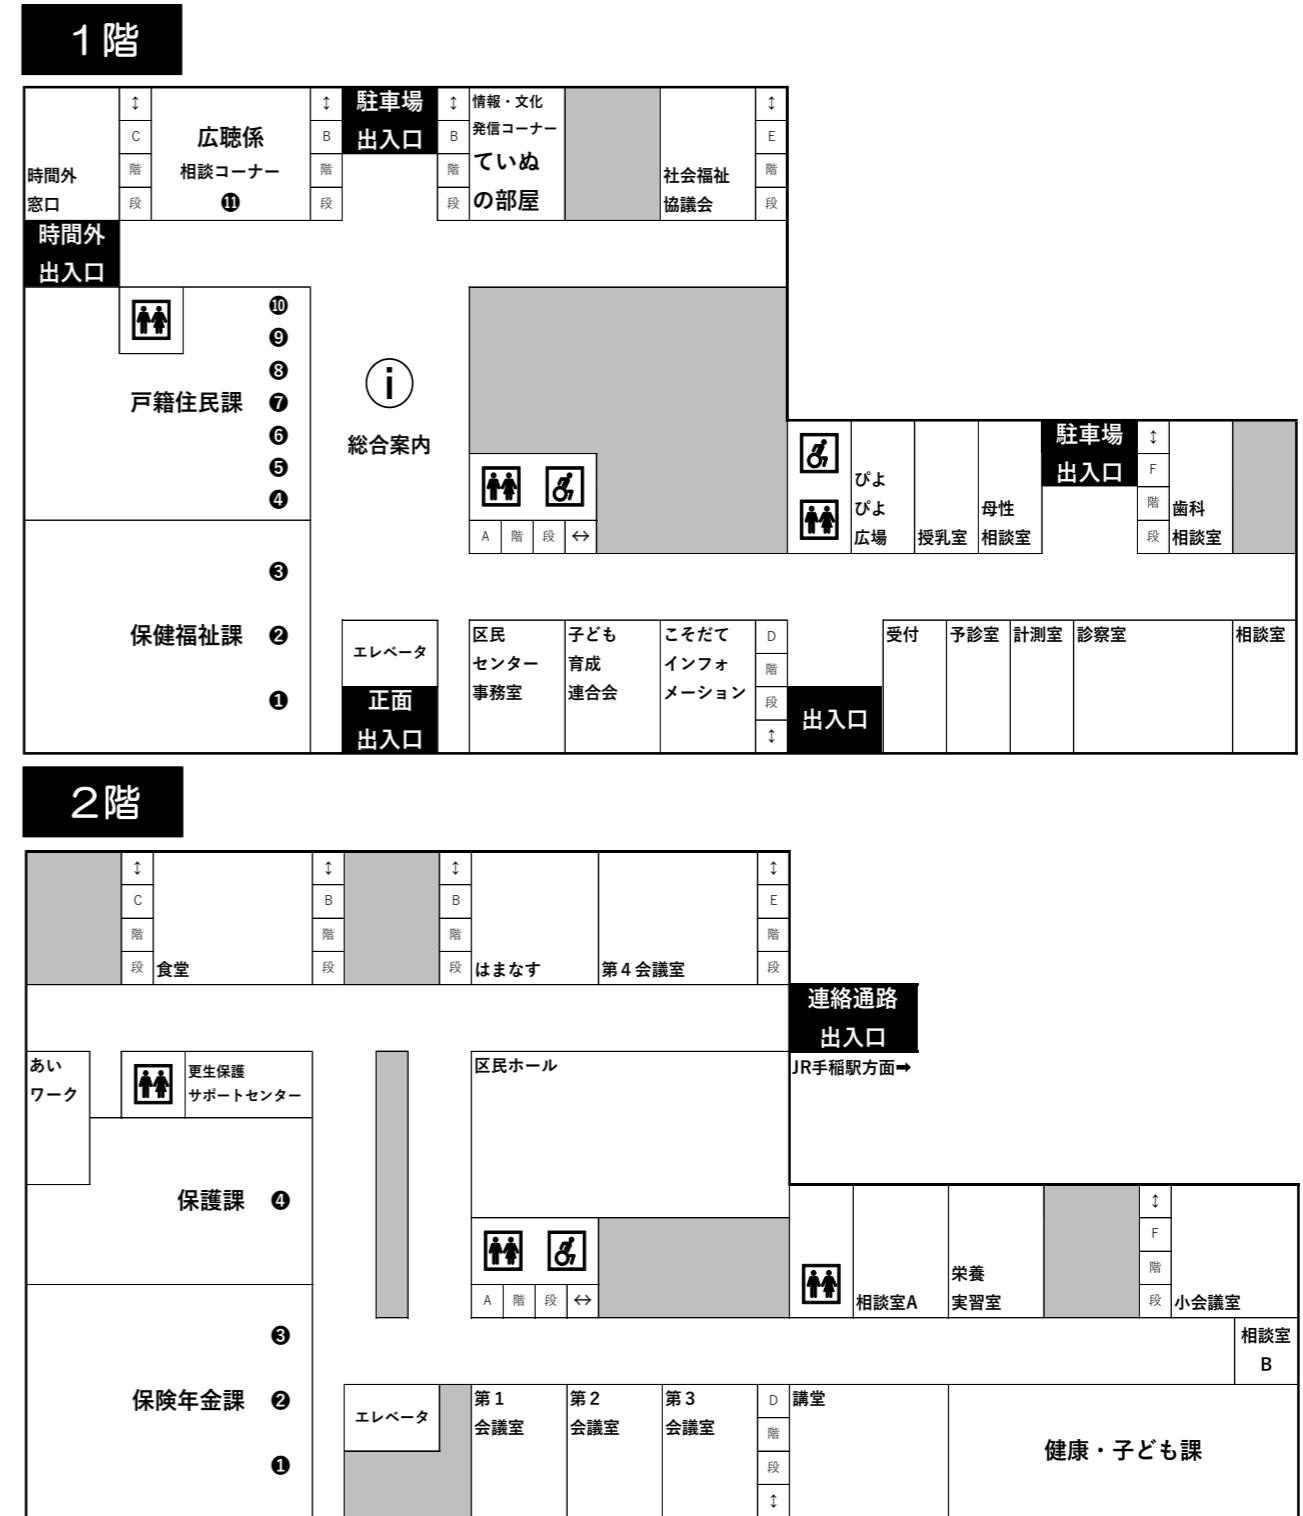 1階
時間外
窓口
↕
C
階
段
広聴係
相談コーナー
⓫
↕
B
階
段
駐車場
出入口
↕
B
階
段
情報・文化
発信コーナー
ていぬ
の部屋
社会福祉
協議会
↕
E
階
段
時間外
出入口
❿
❾
❽
戸籍住民課 ❼
❻
❺
❹
i
総合案内
A 階 段 ↔
ぴよ
ぴよ
広場
授乳室
母性
相談室
駐車場
出入口
↕
F
階
段
歯科
相談室
❸
保健福祉課 ❷
❶
エレベータ
正面
出入口
区民
センター
事務室
子ども
育成
連合会
こそだて
インフォ
メーション
D
階
段
↕
出入口
受付
予診室
計測室
診察室
相談室
2階
↕
C
階
段
食堂
↕
B
階
段
↕
B
階
段
はまなす
第4会議室
↕
E
階
段
連絡通路
出入口
JR手稲駅方面➡
あい
ワーク
更生保護
サポートセンター
区民ホール
保護課 ❹
A 階 段 ↔
相談室A
栄養
実習室
↕
F
階
段
小会議室
相談室
B
❸
保険年金課 ❷
❶
エレベータ
第1
会議室
第2
会議室
第3
会議室
D
階
段
↕
講堂
健康・子ども課